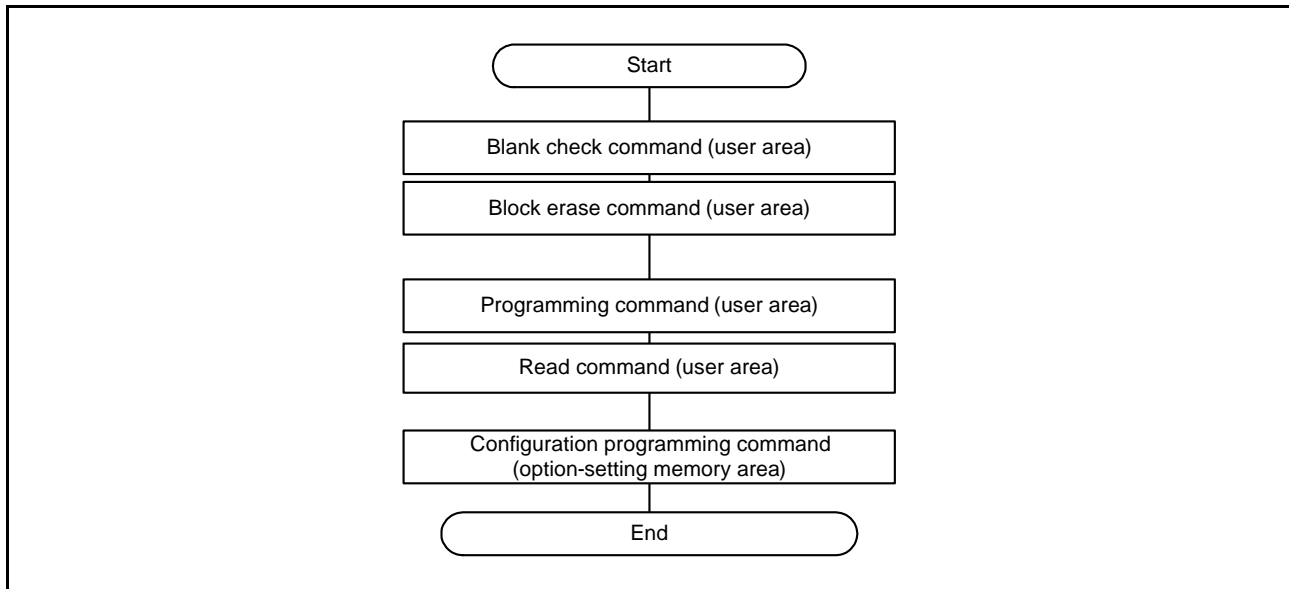 Start
Blank check command (user area)
Block erase command (user area)
Programming command (user area)
Read command (user area)
Configuration programming command
(option-setting memory area)
End